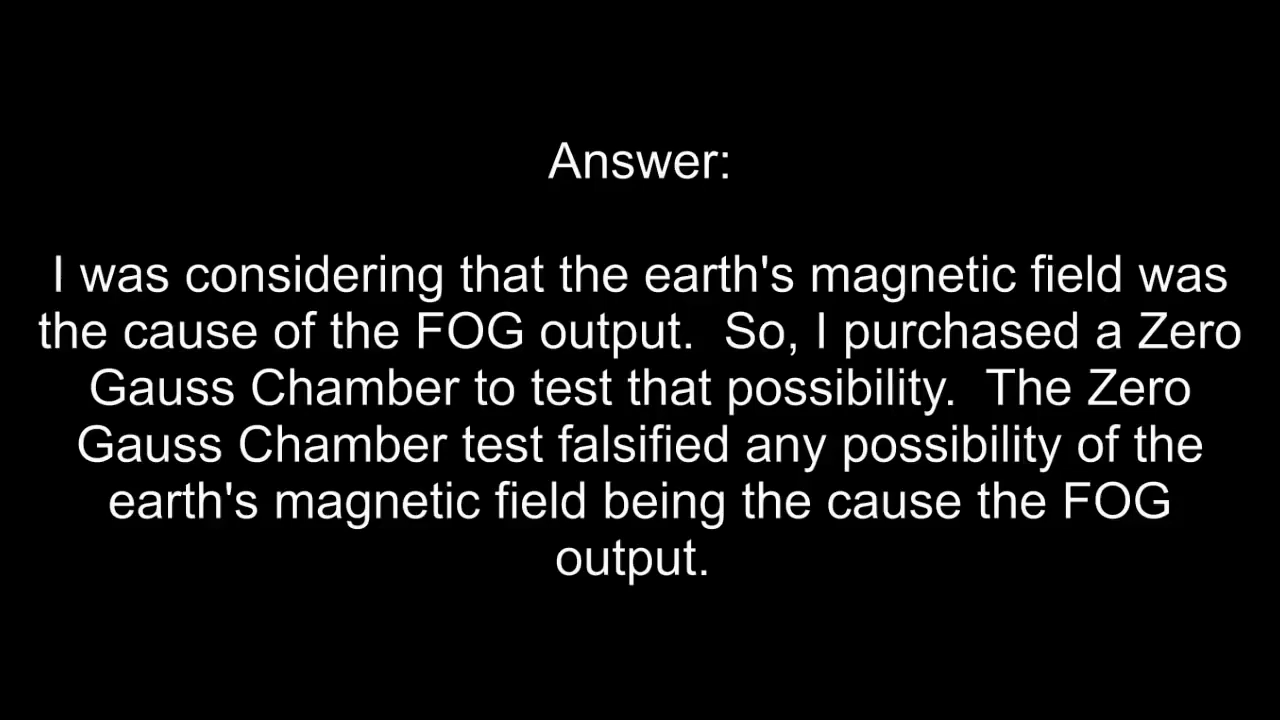 Answer:
I was considering that the earth's magnetic field was
the cause of the FOG output.  So, I purchased a Zero
Gauss Chamber to test that possibility.  The Zero
Gauss Chamber test falsified any possibility of the
earth's magnetic field being the cause the FOG
output.